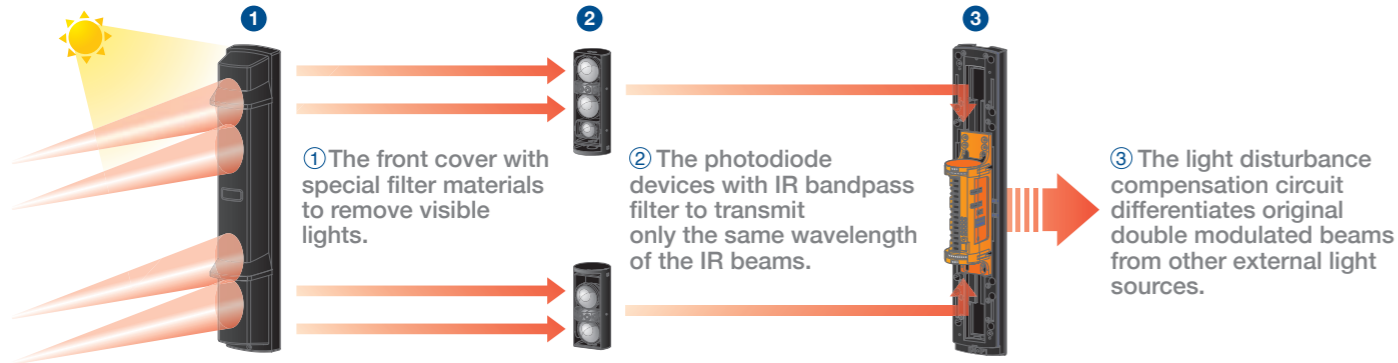 1
2
3
① The front cover with
special filter materials
to remove visible
lights.
② The photodiode
devices with IR bandpass
filter to transmit
only the same wavelength
of the IR beams.
③ The light disturbance
compensation circuit
differentiates original
double modulated beams
from other external light
sources.